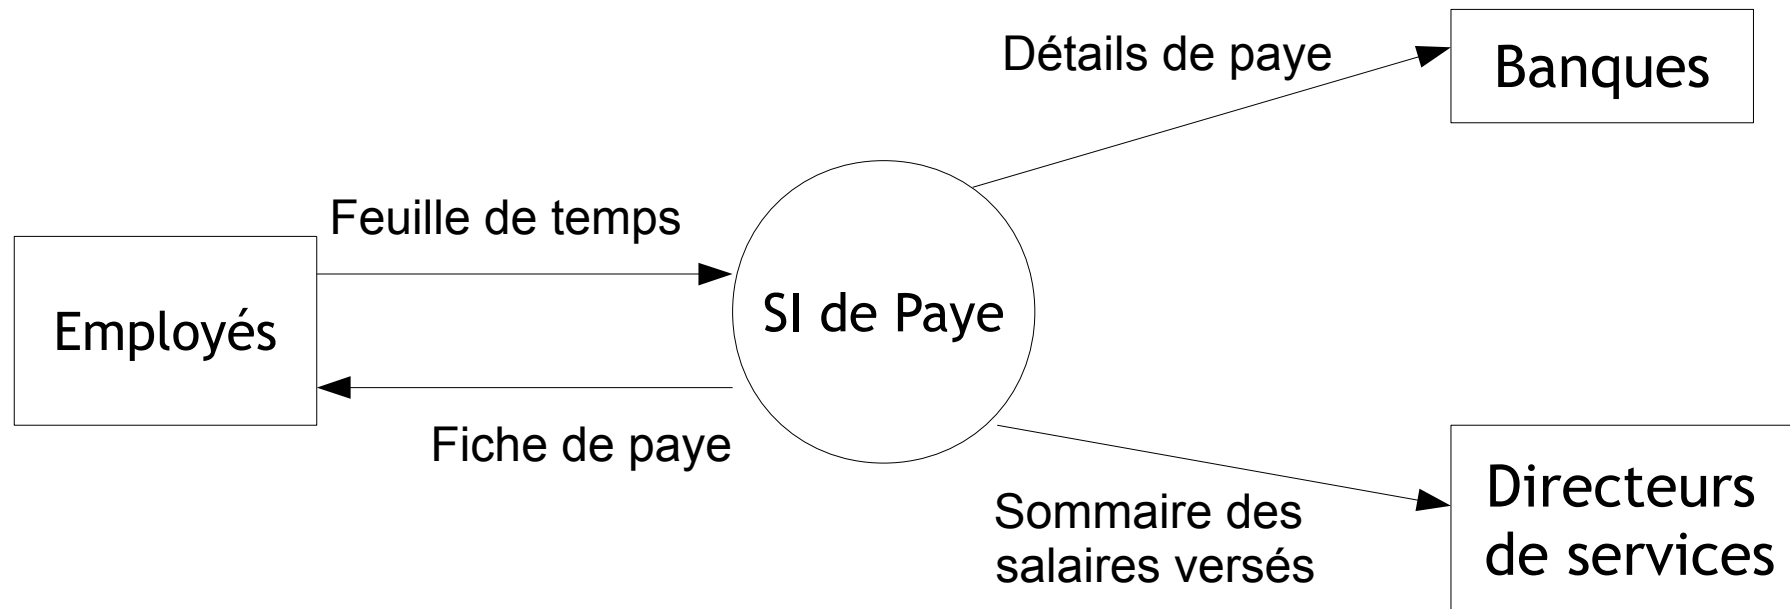 Détails de paye
Banques
Feuille de temps
Employés
SI de Paye
Fiche de paye
Sommaire des
salaires versés
Directeurs
de services